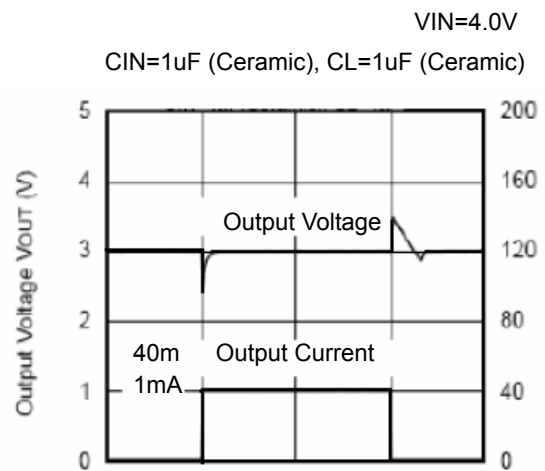 VIN=4.0V
CIN=1uF (Ceramic), CL=1uF (Ceramic)
5
200
4
160
Output Voltage
3
120
2
80
40m
Output Current
1mA
1
40
0
0
Output Voltage VOUT (V)